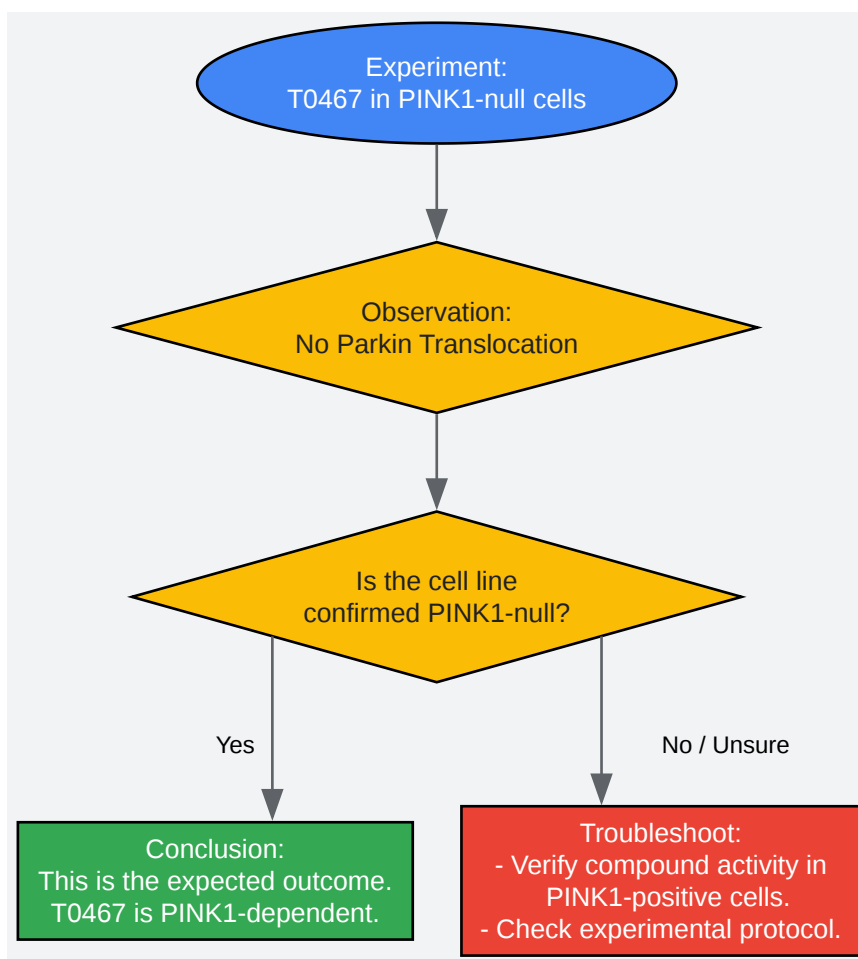 Experiment:
T0467 in PINK1-null cells
Observation:
No Parkin Translocation
Is the cell line
confirmed PINK1-null?
Yes
No / Unsure
Conclusion:
This is the expected outcome.
T0467 is PINK1-dependent.
Troubleshoot:
- Verify compound activity in
PINK1-positive cells.
- Check experimental protocol.